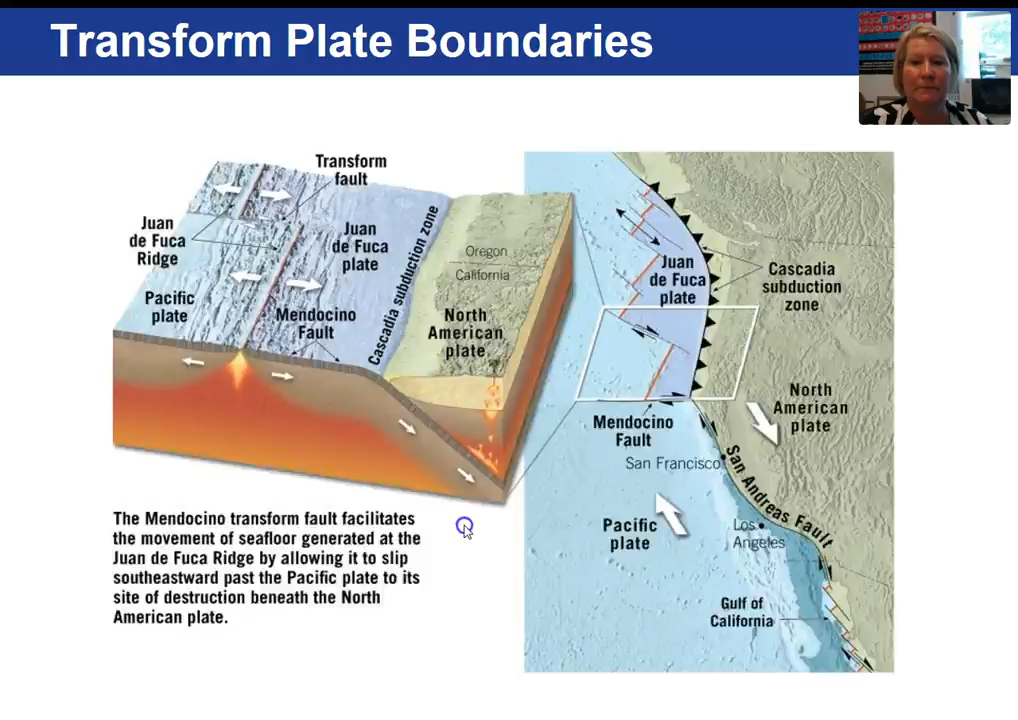 Transform Plate Boundaries
Transform
fault
Juan
de Fuca
Ridge
Juan
de Fuca
plate
Cascadia subduction zone
Oregon
California
Pacific
plate
Mendocino
Fault
North
American
plate
The Mendocino transform fault facilitates
the movement of seafloor generated at the
Juan de Fuca Ridge by allowing it to slip
southeastward past the Pacific plate to its
site of destruction beneath the North
American plate.
Juan
de Fuca
plate
Cascadia
subduction
zone
North
American
plate
Mendocino
Fault
San Francisco
San Andreas Fault
Pacific
plate
Los
Angeles
Gulf of
California